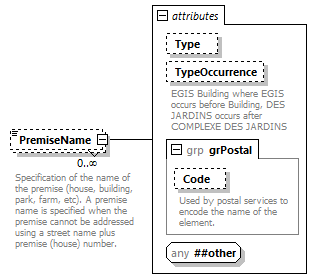 attributes
Type
TypeOccurrence
EGIS Building where EGIS
occurs before Building, DES
JARDINS occurs after
COMPLEXE DES JARDINS
PremiseName
0..∞
Specification of the name of
the premise (house, building,
park, farm, etc). A premise
name is specified when the
premise cannot be addressed
using a street name plus
premise (house) number.
grp grPostal
Code
Used by postal services to
encode the name of the
element.
any ##other